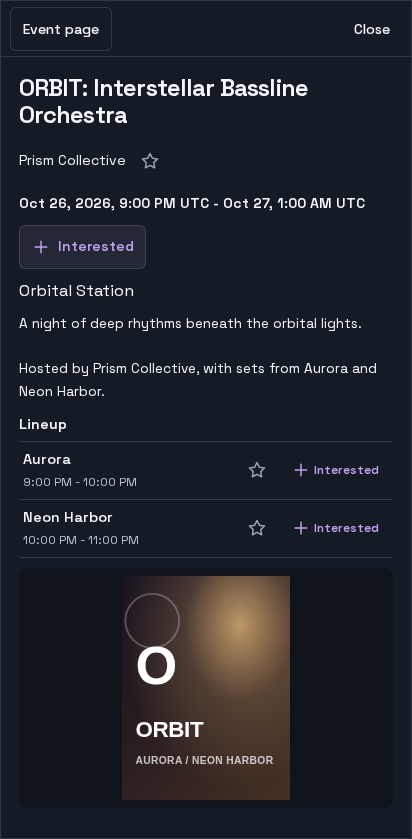 Event page
Close
ORBIT: Interstellar Bassline
Orchestra
Prism Collective
Oct 26, 2026, 9:00 PM UTC - Oct 27, 1:00 AM UTC
Interested
Orbital Station
A night of deep rhythms beneath the orbital lights.
Hosted by Prism Collective, with sets from Aurora and
Neon Harbor.
Lineup
Aurora
9:00 PM - 10:00 PM
Interested
Neon Harbor
10:00 PM - 11:00 PM
Interested
O
ORBIT
AURORA / NEON HARBOR